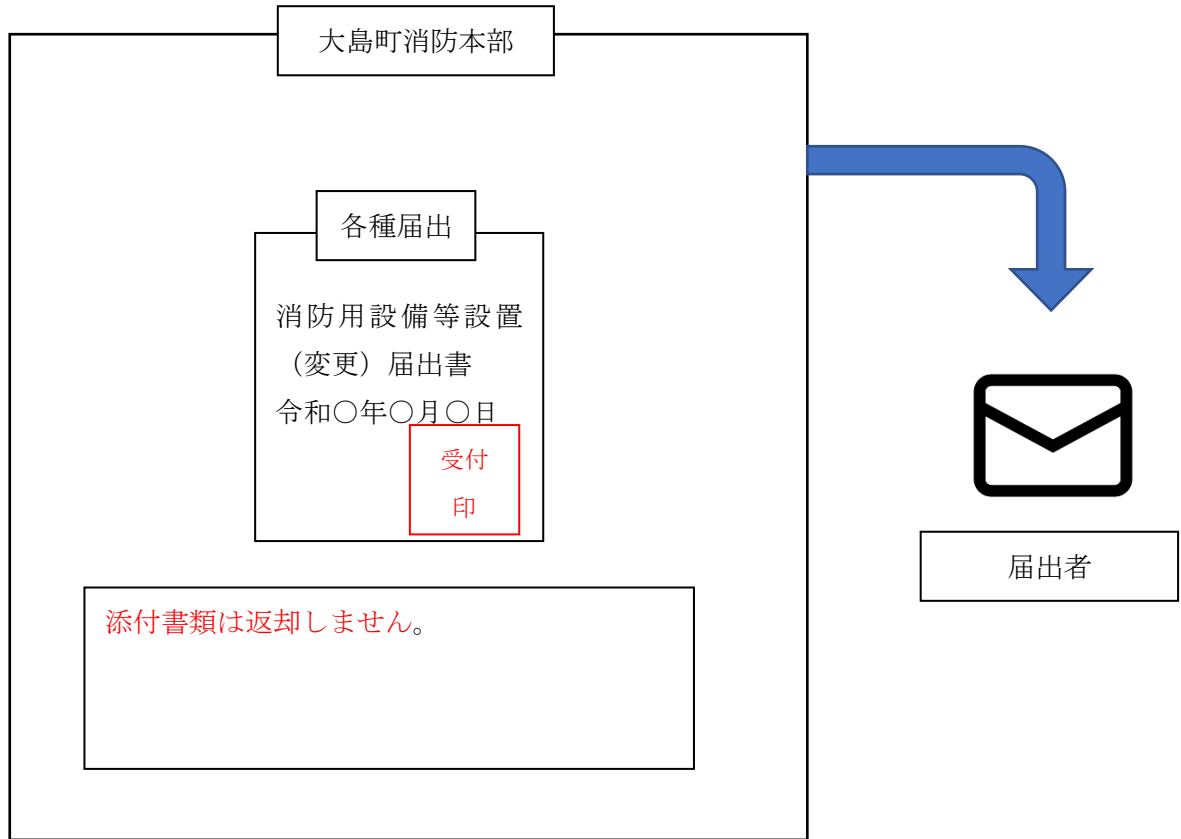 大島町消防本部
各種届出
消防用設備等設置
（変更）届出書
令和〇年〇月〇日
受付
印
届出者
添付書類は返却しません。